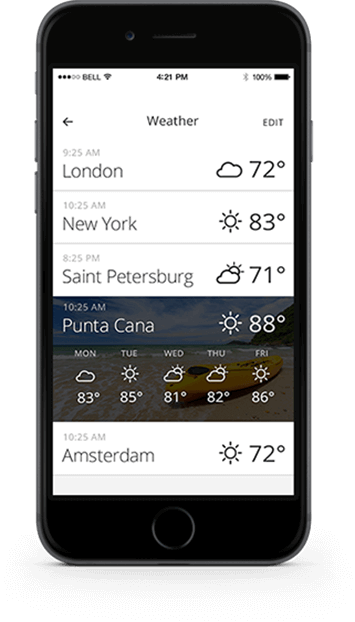 BELL 4:21 PM 100%
Weather EDIT
9:25 AM
London 72°
10:25 AM
New York 83°
8:25 PM
Saint Petersburg 71°
10:25 AM
Punta Cana 88°
MON TUE WED THU FRI
83° 85° 81° 82° 86°
10:25 AM
Amsterdam 72°